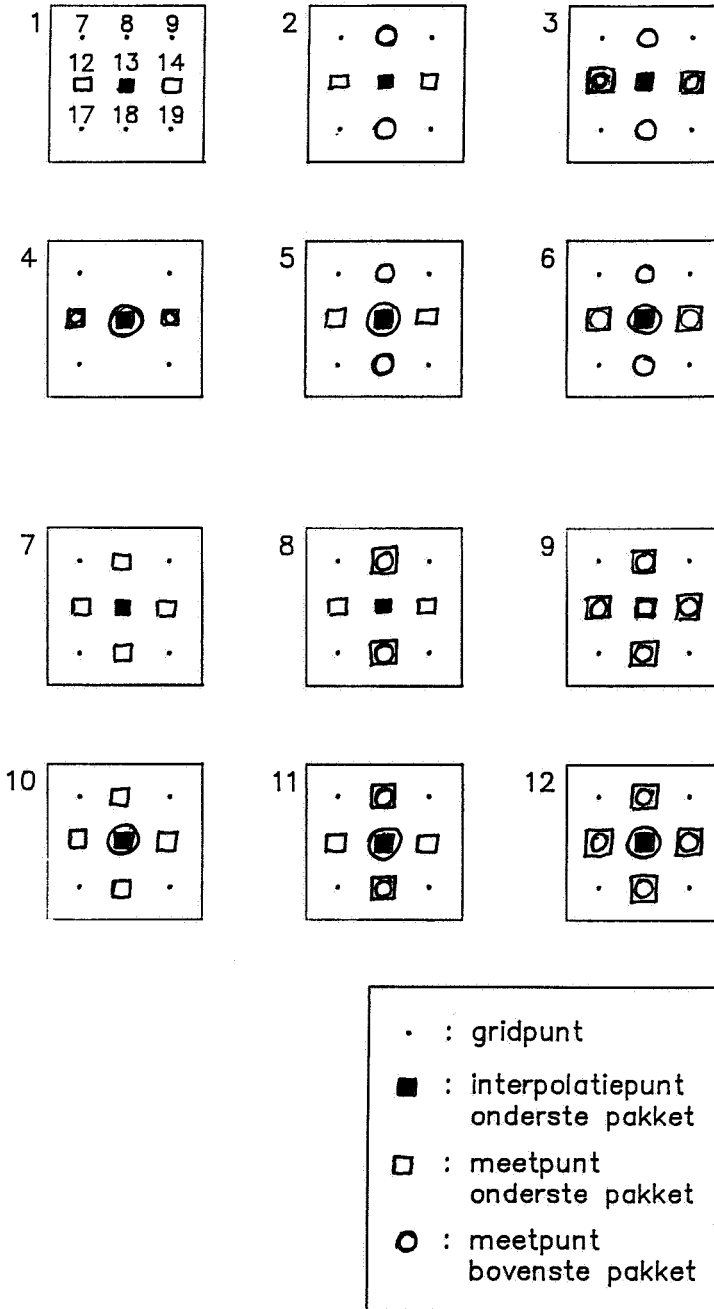 1
7 8 9
12 13 14
17 18 19
2
3
4
5
6
7
8
9
10
11
12
: gridpunt
: interpolatiepunt
onderste pakket
: meetpunt
onderste pakket
: meetpunt
bovenste pakket